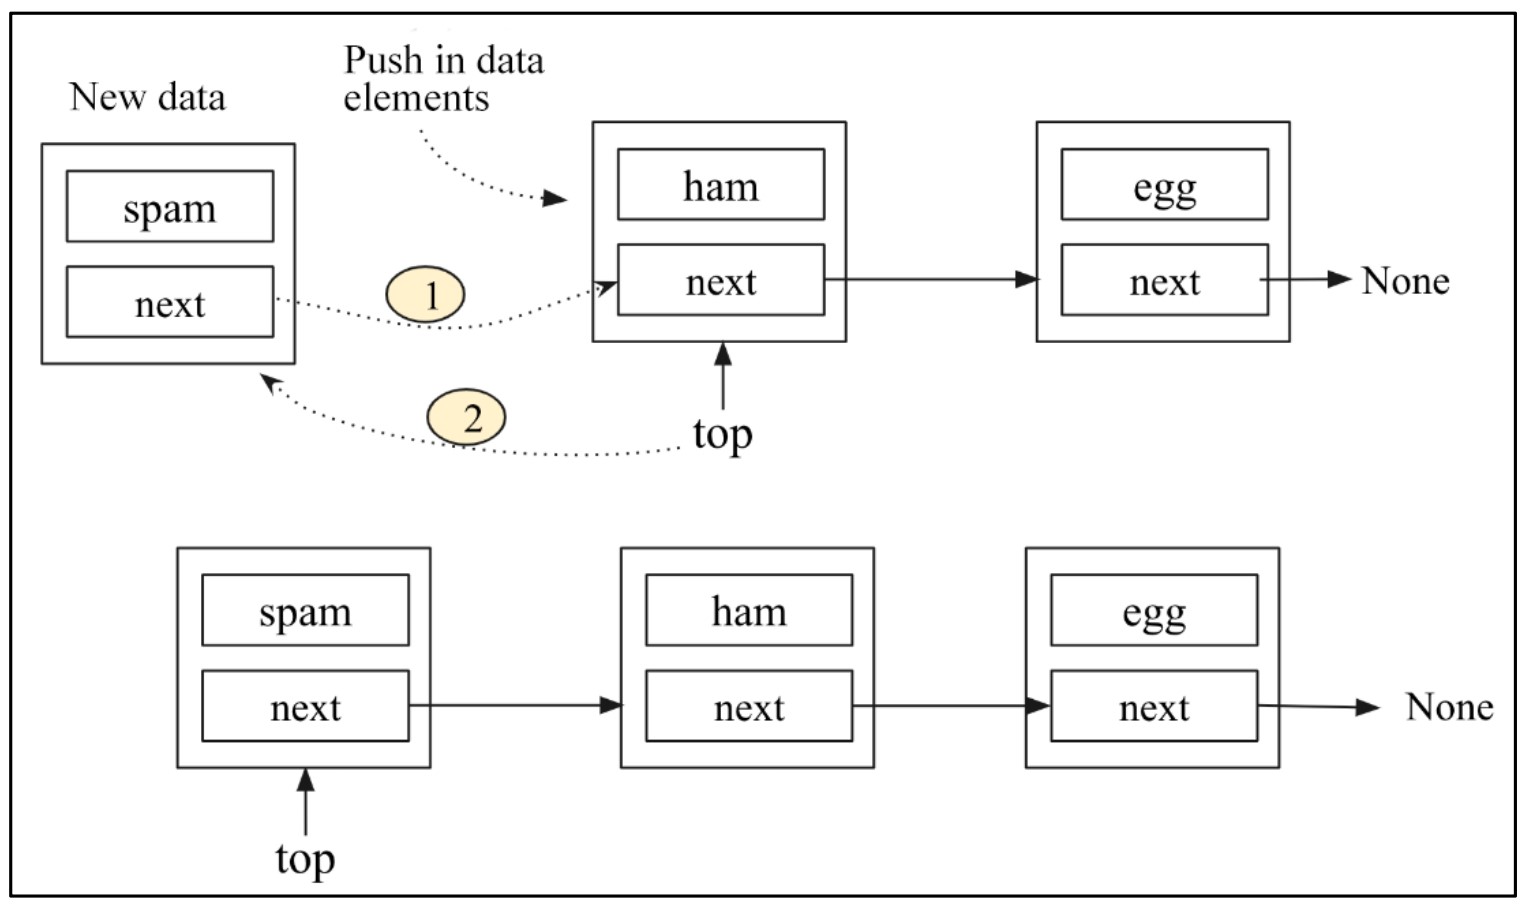 New data
Push in data
elements
spam
next
ham
next
egg
next
None
1
2
top
spam
next
ham
next
egg
next
None
top